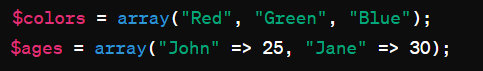 $colors = array("Red", "Green", "Blue");
$ages = array("John" => 25, "Jane" => 30);